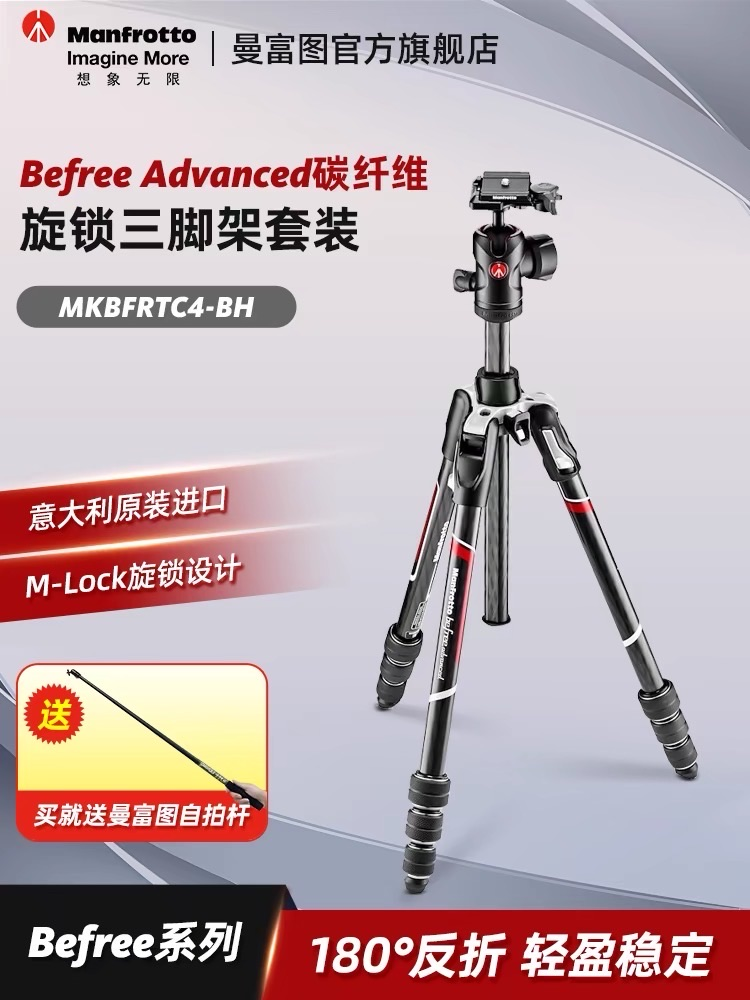 Manfrotto
Imagine More
想象无限
曼富图官方旗舰店
Befree Advanced碳纤维
旋锁三脚架套装
MKBFRTC4-BH
Manfrotto
意大利原装进口
M-Lock旋锁设计
Manfrotto befree advanced
送
买就送曼富图自拍杆
Befree系列
180°反折 轻盈稳定